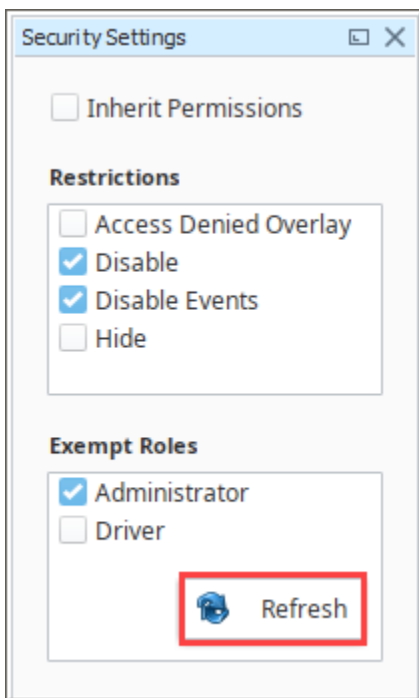 Security Settings
Inherit Permissions
Restrictions
Access Denied Overlay
Disable
Disable Events
Hide
Exempt Roles
Administrator
Driver
Refresh